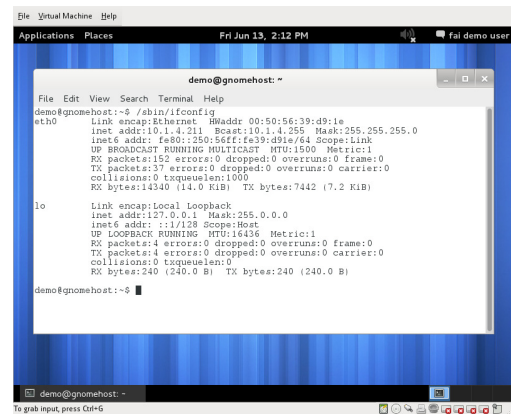 File Virtual Machine Help
Applications Places Fri Jun 13, 2:12 PM fai demo user
demo@gnomehost: ~
File Edit View Search Terminal Help
demo@gnomehost:~$ /sbin/ifconfig
eth0 Link encap:Ethernet HWaddr 00:50:56:39:d9:1e
inet addr:10.1.4.211 Bcast:10.1.4.255 Mask:255.255.255.0
inet6 addr: fe80::250:56ff:fe39:d91e/64 Scope:Link
UP BROADCAST RUNNING MULTICAST MTU:1500 Metric:1
RX packets:152 errors:0 dropped:0 overruns:0 frame:0
TX packets:37 errors:0 dropped:0 overruns:0 carrier:0
collisions:0 txqueuelen:1000
RX bytes:14340 (14.0 KiB) TX bytes:7442 (7.2 KiB)
lo Link encap:Local Loopback
inet addr:127.0.0.1 Mask:255.0.0.0
inet6 addr: ::1/128 Scope:Host
UP LOOPBACK RUNNING MTU:16436 Metric:1
RX packets:4 errors:0 dropped:0 overruns:0 frame:0
TX packets:4 errors:0 dropped:0 overruns:0 carrier:0
collisions:0 txqueuelen:0
RX bytes:240 (240.0 B) TX bytes:240 (240.0 B)
demo@gnomehost:~$
demo@gnomehost: ~
To grab input, press Ctrl+G